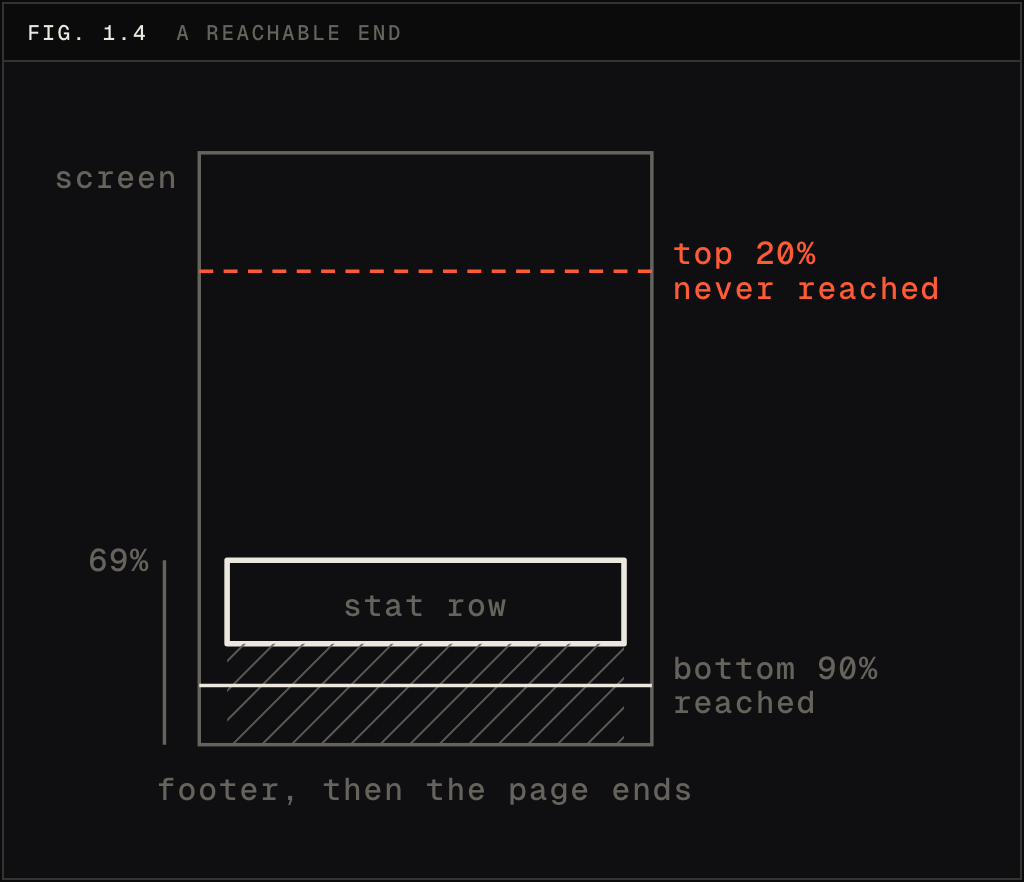 FIG. 1.4 A REACHABLE END
screen
top 20%
never reached
69%
stat row
bottom 90%
reached
footer, then the page ends